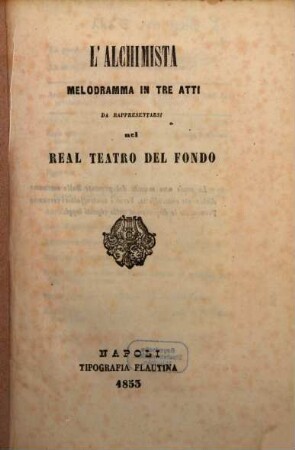 L'ALCHIMISTA
MELODRAMMA IN TRE ATTI
DA RAPPRESENTARSI
nel
REAL TEATRO DEL FONDO
NAPOLI
TIPOGRAFIA FLAUTINA
1853